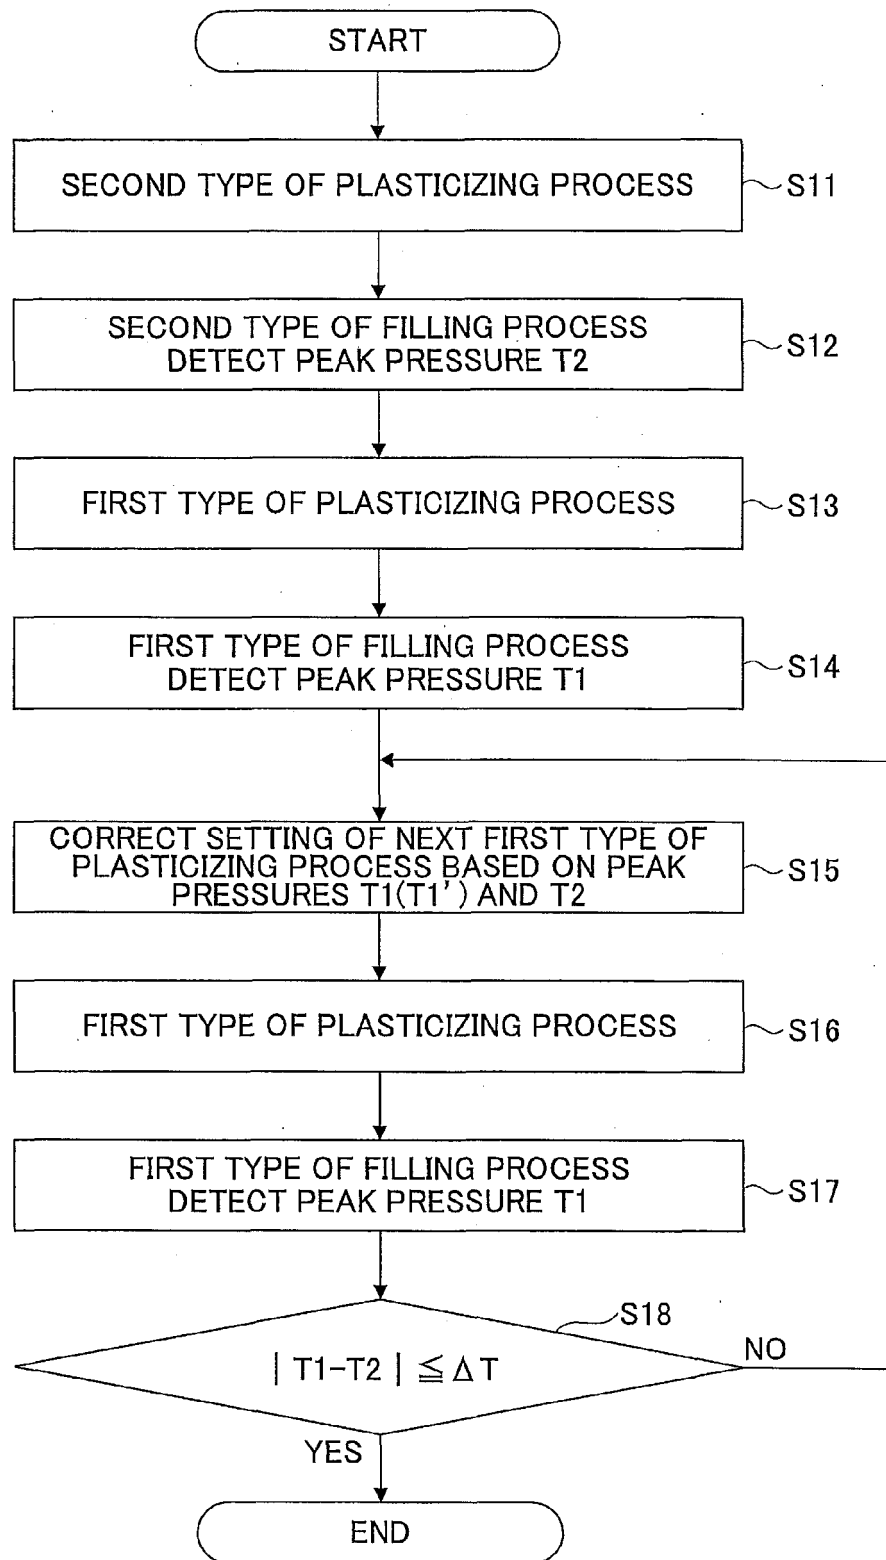 START
SECOND TYPE OF PLASTICIZING PROCESS
S11
SECOND TYPE OF FILLING PROCESS
DETECT PEAK PRESSURE T2
S12
FIRST TYPE OF PLASTICIZING PROCESS
S13
FIRST TYPE OF FILLING PROCESS
DETECT PEAK PRESSURE T1
S14
CORRECT SETTING OF NEXT FIRST TYPE OF
PLASTICIZING PROCESS BASED ON PEAK
PRESSURES T1(T1') AND T2
S15
FIRST TYPE OF PLASTICIZING PROCESS
S16
FIRST TYPE OF FILLING PROCESS
DETECT PEAK PRESSURE T1
S17
S18
| T1-T2 | ≦ ΔT
NO
YES
END